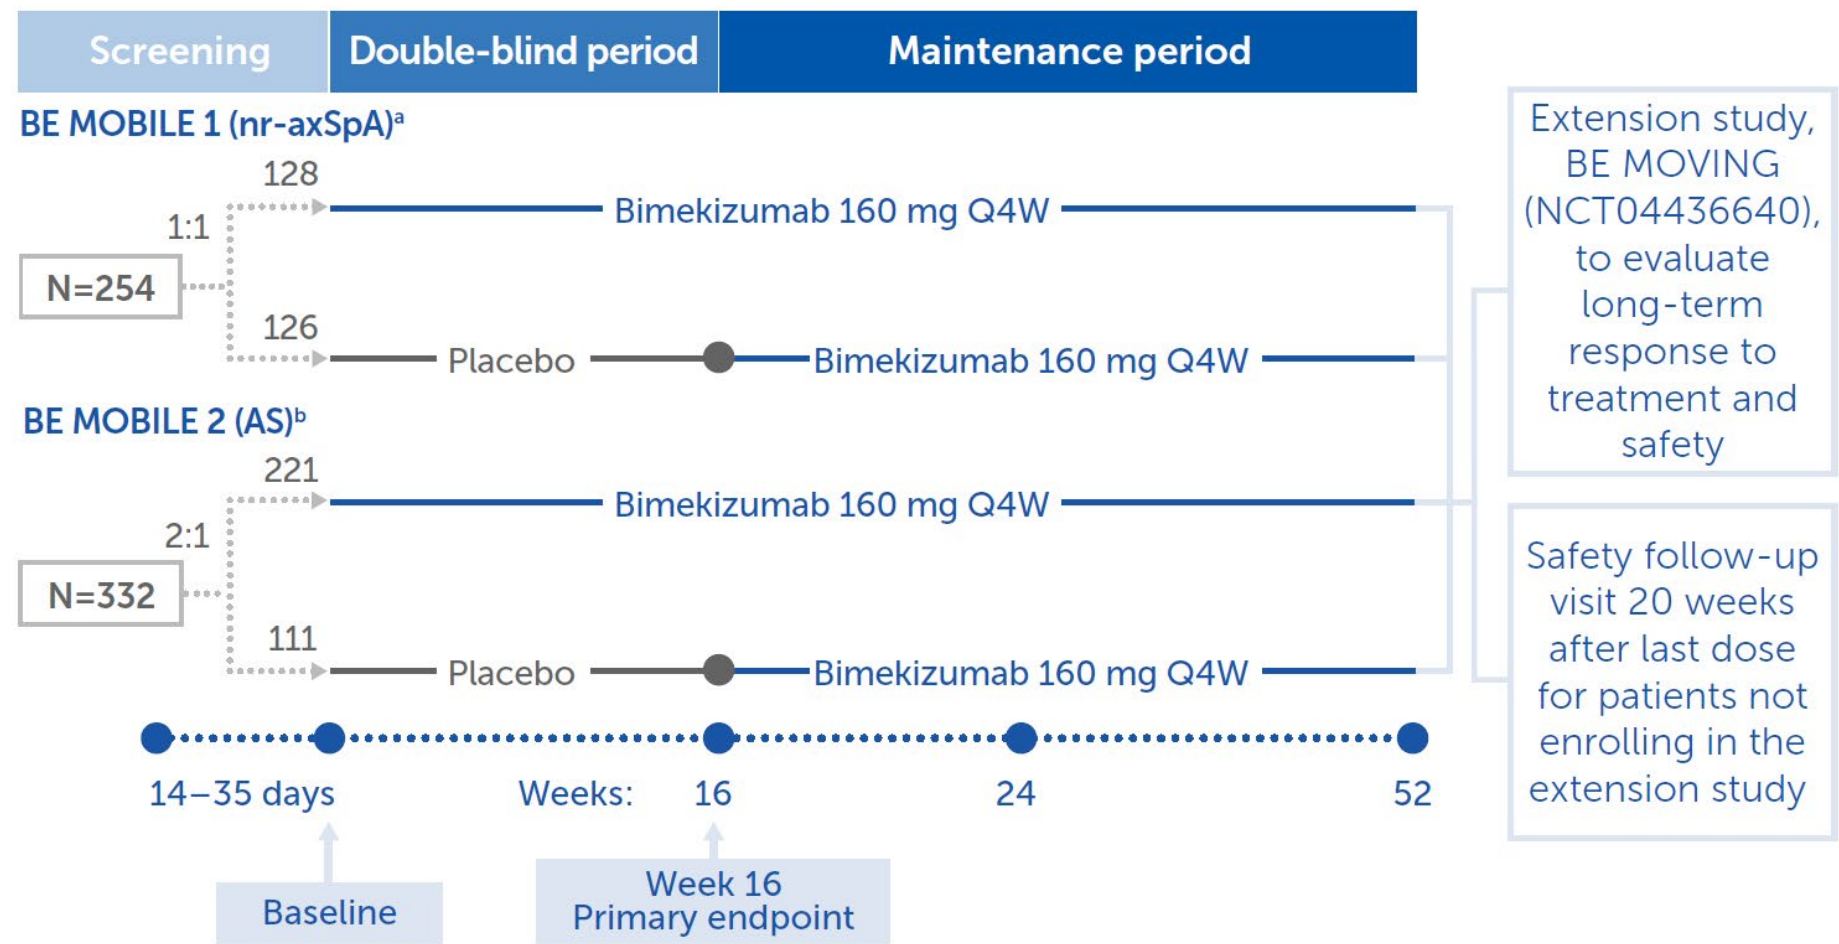 Screening
Double-blind period
Maintenance period
BE MOBILE 1 (nr-axSpA)ᵃ
128
1:1
Bimekizumab 160 mg Q4W
N=254
126
Placebo
Bimekizumab 160 mg Q4W
BE MOBILE 2 (AS)ᵇ
221
2:1
Bimekizumab 160 mg Q4W
N=332
111
Placebo
Bimekizumab 160 mg Q4W
14–35 days
Weeks:
16
24
52
Baseline
Week 16
Primary endpoint
Extension study,
BE MOVING
(NCT04436640),
to evaluate
long-term
response to
treatment and
safety
Safety follow-up
visit 20 weeks
after last dose
for patients not
enrolling in the
extension study